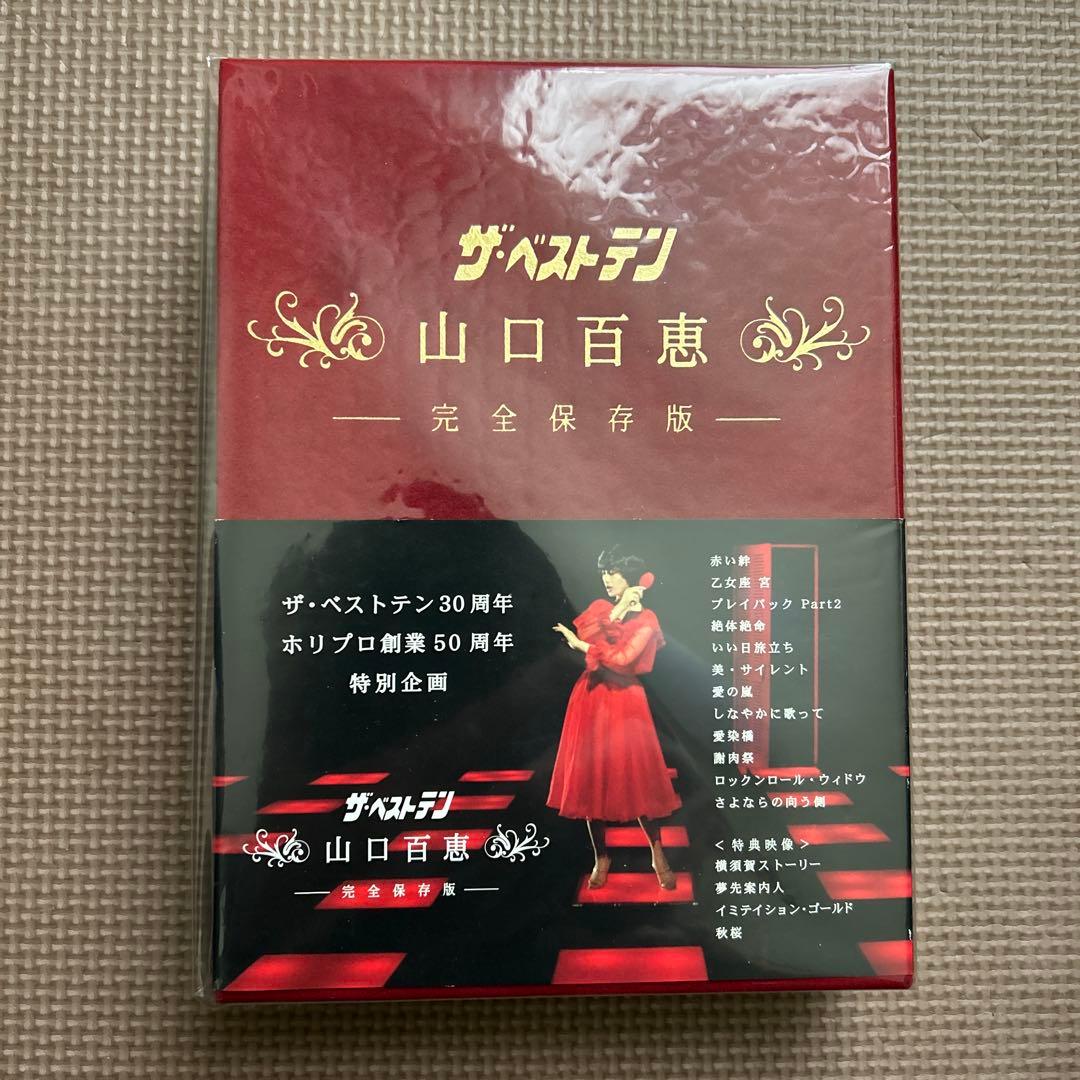 ザ・ベストテン
山口百恵
完全保存版
ザ・ベストテン30周年
ホリプロ創業50周年
特別企画
ザ・ベストテン
山口百恵
完全保存版
赤い絆
乙女座 宮
プレイバック Part2
絶体絶命
いい日旅立ち
美・サイレント
愛の嵐
しなやかに歌って
愛染橋
謝肉祭
ロックンロール・ウィドウ
さよならの向う側
<特典映像>
横須賀ストーリー
夢先案内人
イミテイション・ゴールド
秋桜